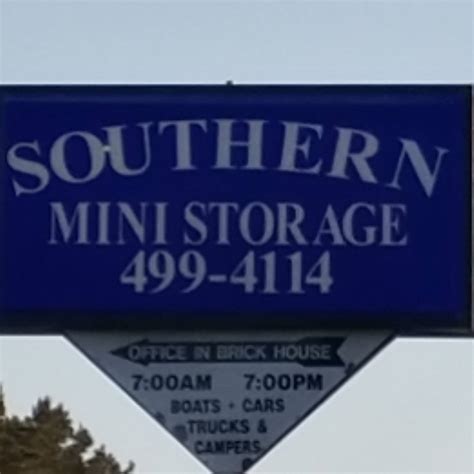 SOUTHERN
MINI STORAGE
499-4114
OFFICE IN BRICK HOUSE
7:00AM 7:00PM
BOATS - CARS
TRUCKS &
CAMPERS